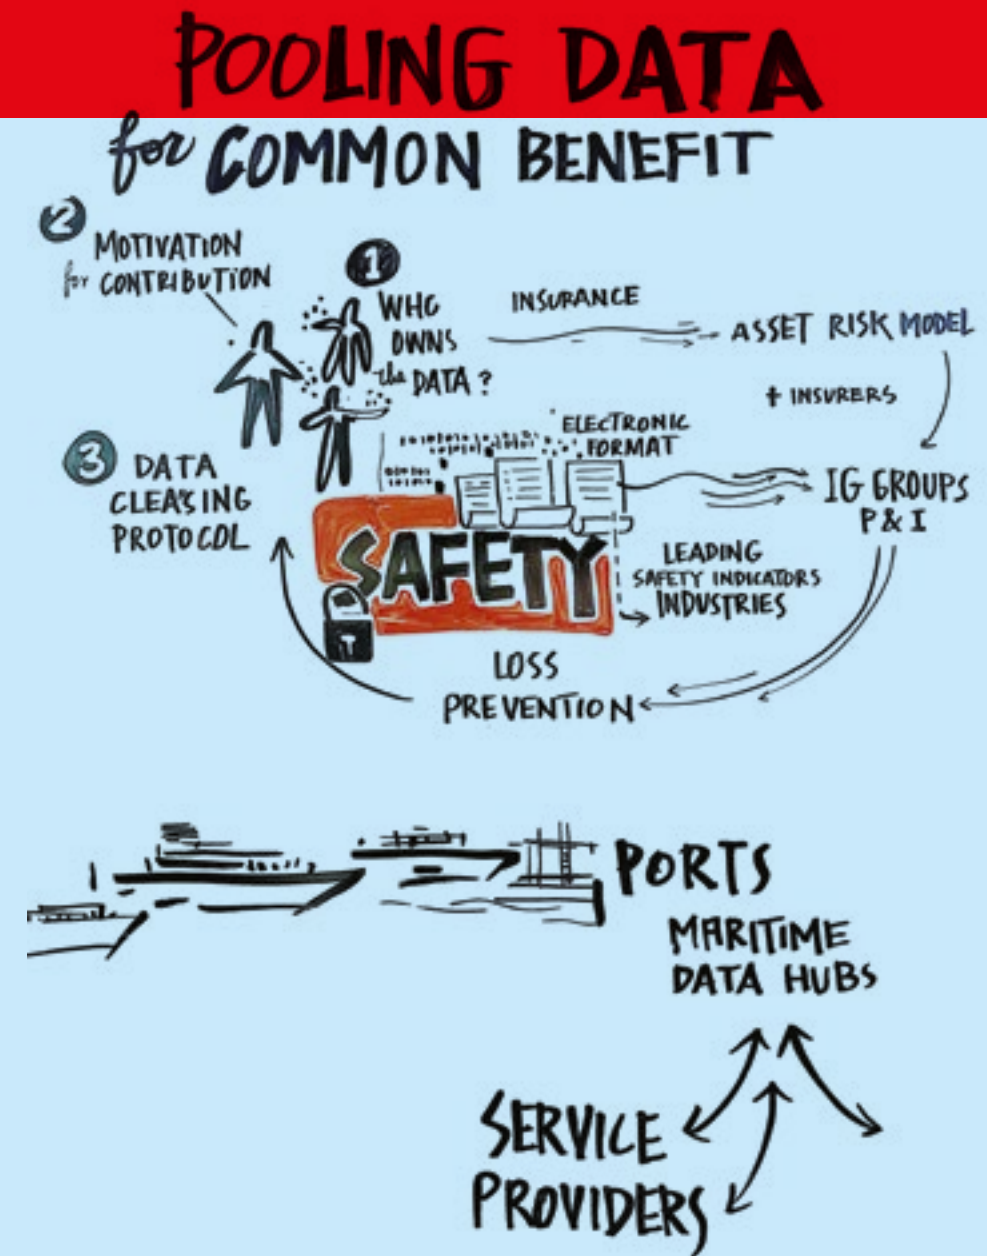 POOLING DATA
for COMMON BENEFIT
2
MOTIVATION
for CONTRIBUTION
1
WHO
OWNS
the DATA?
INSURANCE
ASSET RISK MODEL
+ INSURERS
ELECTRONIC
FORMAT
IG GROUPS
P & I
3
DATA
CLEASING
PROTOCOL
SAFETY
LEADING
SAFETY INDICATORS
INDUSTRIES
LOSS
PREVENTION
PORTS
MARITIME
DATA HUBS
SERVICE
PROVIDERS